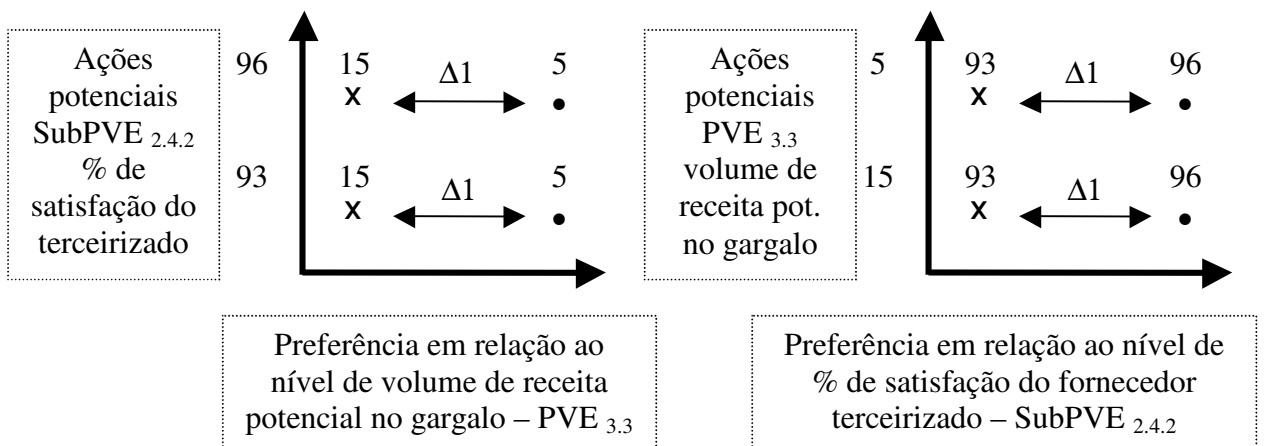 Ações
potenciais
SubPVE 2.4.2
% de
satisfação do
terceirizado
96
93
15
x
Δ1
5
•
15
x
Δ1
5
•
Preferência em relação ao
nível de volume de receita
potencial no gargalo – PVE 3.3
Ações
potenciais
PVE 3.3
volume de
receita pot.
no gargalo
5
15
93
x
Δ1
96
•
93
x
Δ1
96
•
Preferência em relação ao nível de
% de satisfação do fornecedor
terceirizado – SubPVE 2.4.2